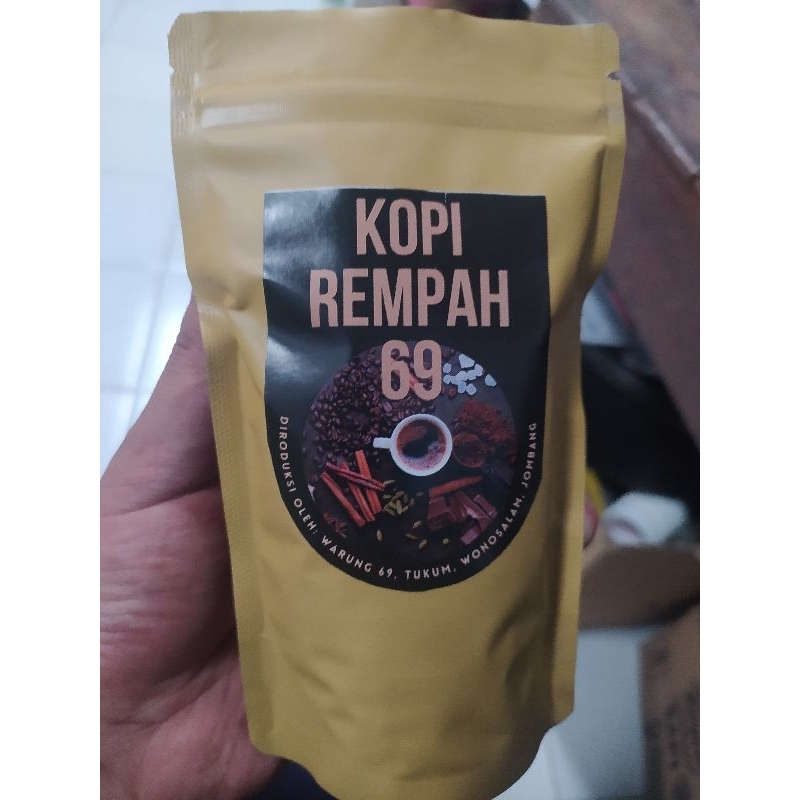 KOPI
REMPAH
69
DIRODUKSI OLEH: WARUNG 69, TUKUM, WONOSALAM, JOMBANG